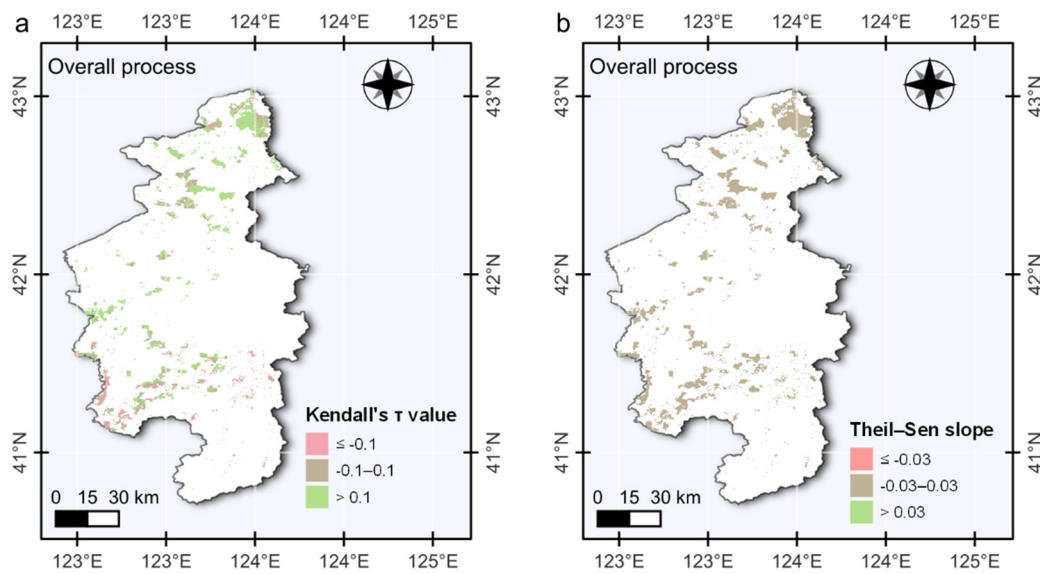 a
123°E 123°E 124°E 124°E 125°E
Overall process
43°N
42°N
41°N
43°N
42°N
41°N
Kendall's τ value
≤ -0.1
-0.1–0.1
> 0.1
0 15 30 km
123°E 123°E 124°E 124°E 125°E
b
123°E 123°E 124°E 124°E 125°E
Overall process
43°N
42°N
41°N
43°N
42°N
41°N
Theil–Sen slope
≤ -0.03
-0.03–0.03
> 0.03
0 15 30 km
123°E 123°E 124°E 124°E 125°E